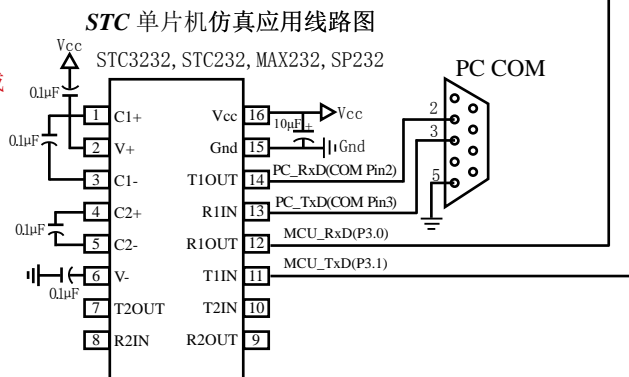 STC 单片机仿真应用线路图
STC3232, STC232, MAX232, SP232
Vcc
PC COM
0.1µF
1 C1+
Vcc 16
Vcc
10µF +
2
0.1µF
2 V+
Gnd 15
Gnd
3
3 C1-
T1OUT 14
PC_RxD(COM Pin2)
5
4 C2+
R1IN 13
PC_TxD(COM Pin3)
0.1µF
5 C2-
R1OUT 12
MCU_RxD(P3.0)
6 V-
T1IN 11
MCU_TxD(P3.1)
0.1µF
7 T2OUT
T2IN 10
8 R2IN
R2OUT 9